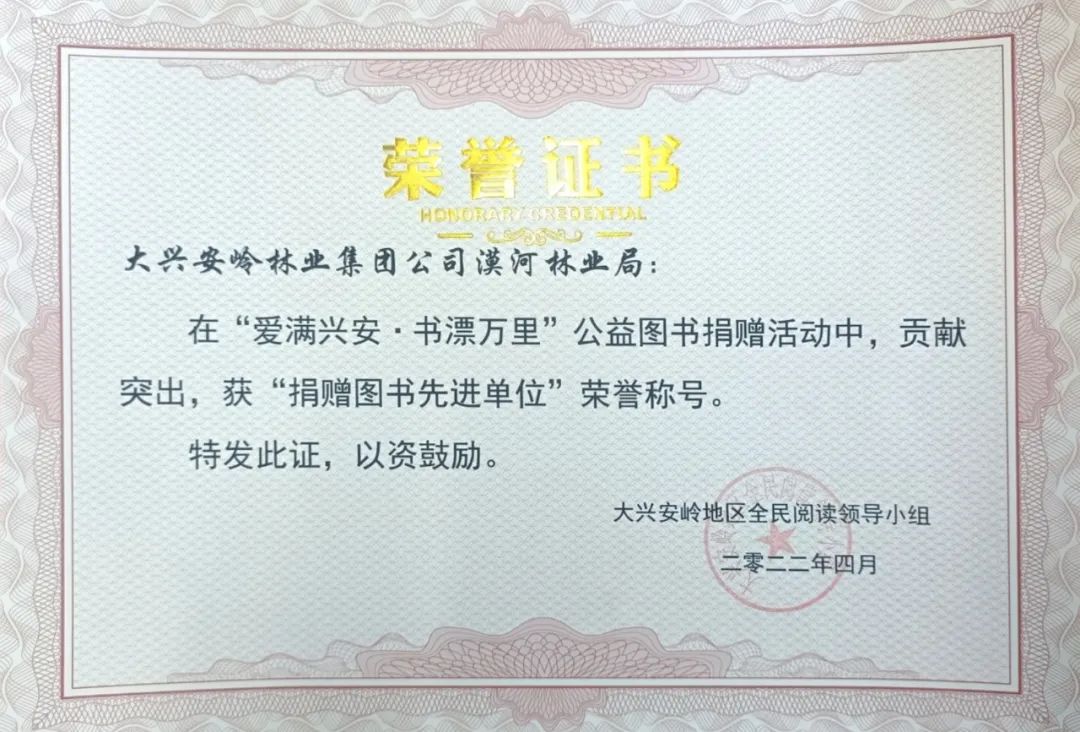 荣誉证书
HONORARY CREDENTIAL
大兴安岭林业集团公司漠河林业局：
在“爱满兴安·书漂万里”公益图书捐赠活动中，贡献
突出，获“捐赠图书先进单位”荣誉称号。
特发此证，以资鼓励。
大兴安岭地区全民阅读领导小组
二零二二年四月